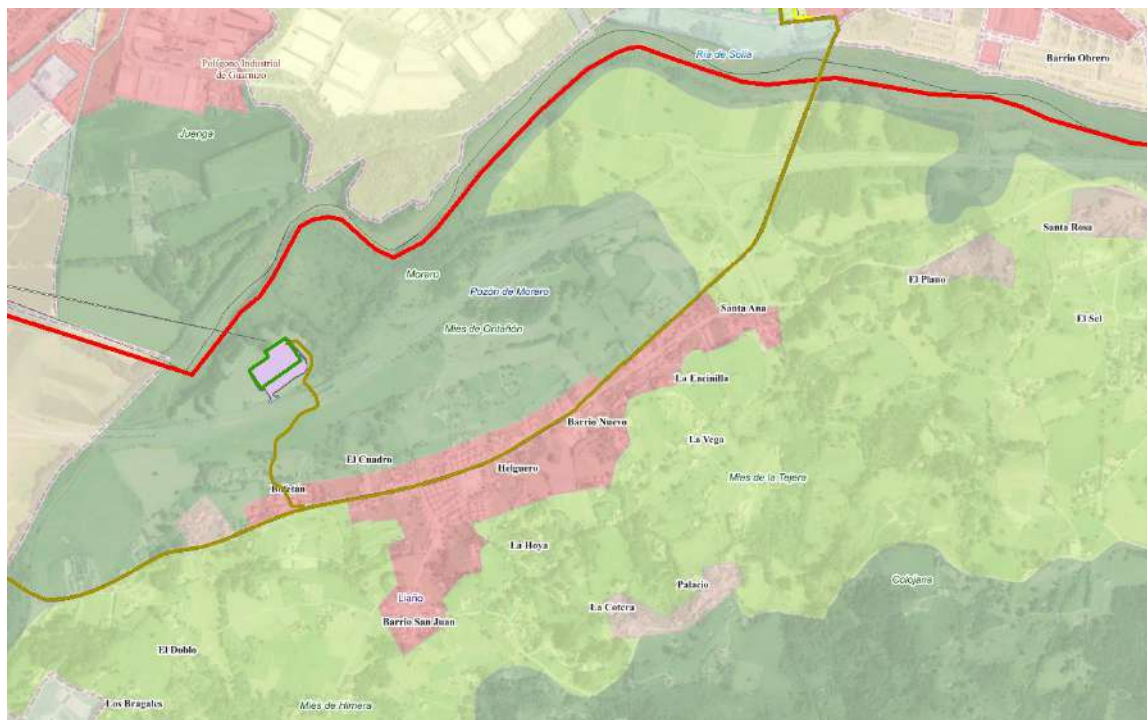 Ría de Solía
Barrio Obrero
Polígono Industrial
de Guarnizo
Juenga
Santa Rosa
Morero
El Plano
Pozón de Morero
Santa Ana
El Sel
Mies de Ontañón
La Encinilla
Barrio Nuevo
La Vega
El Cuadro
Helguero
Mies de la Tejera
La Hoya
Colojarra
Palacio
Liaño
La Cotera
Barrio San Juan
El Doblo
Los Bragales
Mies de Himera